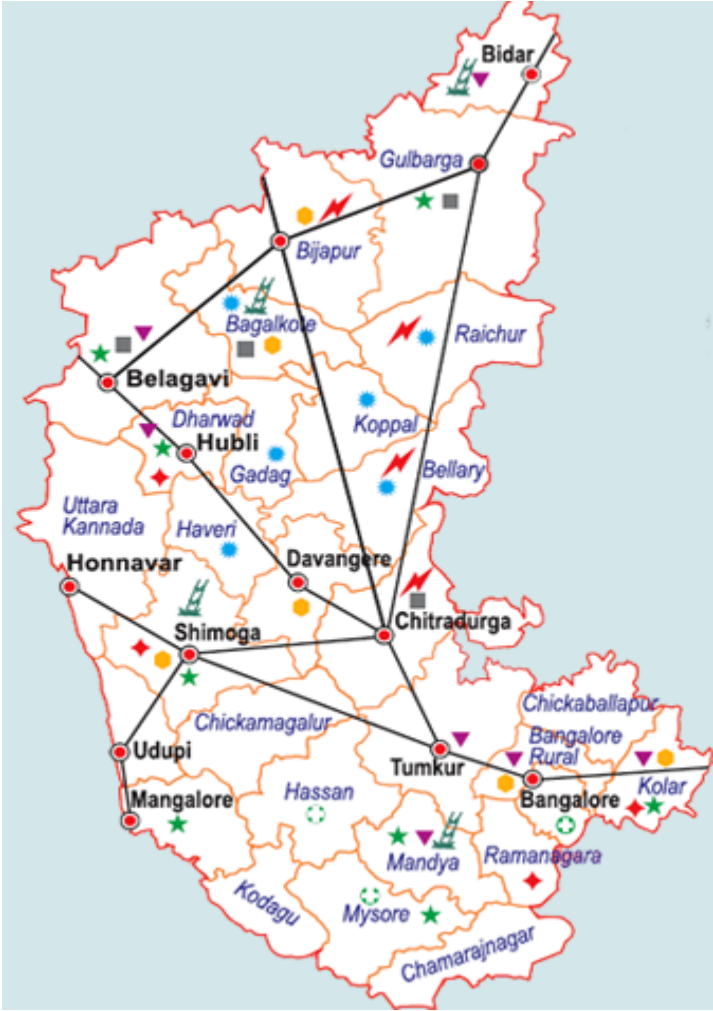 Bidar
Gulbarga
Bijapur
Bagalkote
Raichur
Belagavi
Dharwad
Koppal
Hubli
Gadag
Bellary
Uttara
Kannada
Haveri
Honnavar
Davangere
Chitradurga
Shimoga
Chickaballapur
Chickamagalur
Bangalore
Rural
Udupi
Tumkur
Kolar
Mangalore
Hassan
Bangalore
Mandya
Ramanagara
Kodagu
Mysore
Chamarajnagar